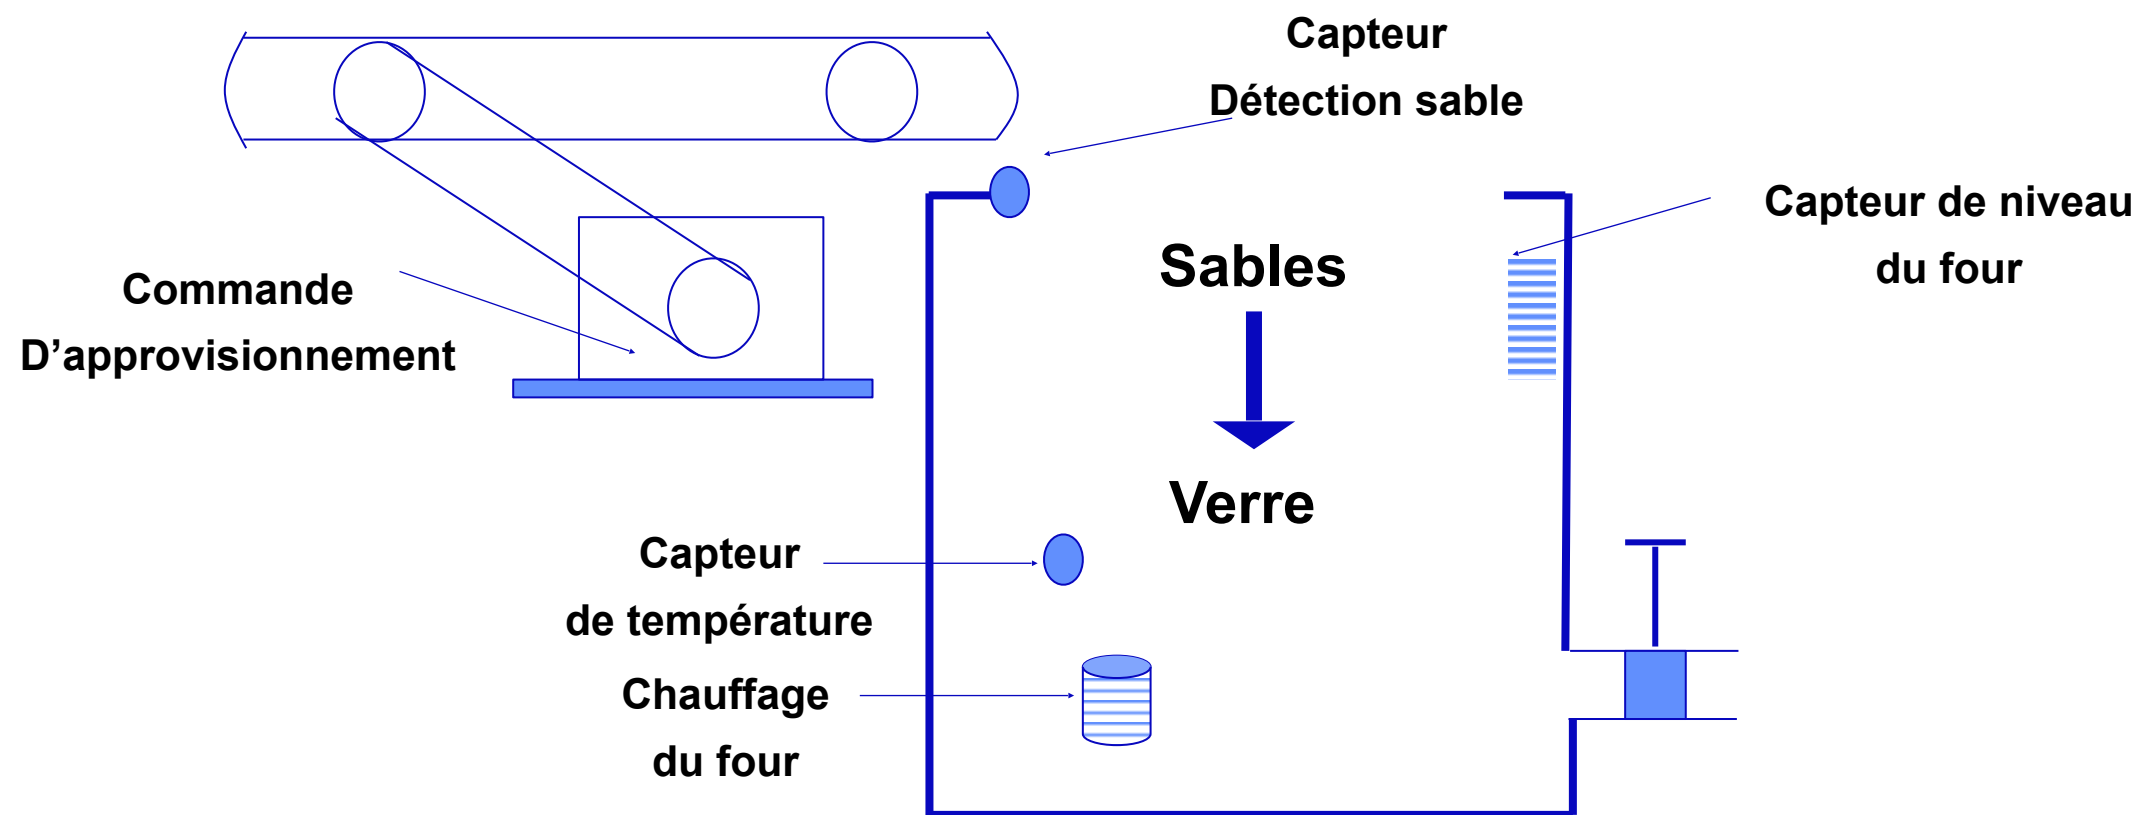 Capteur
Détection sable
Capteur de niveau
du four
Sables
Commande
D’approvisionnement
Verre
Capteur
de température
Chauffage
du four